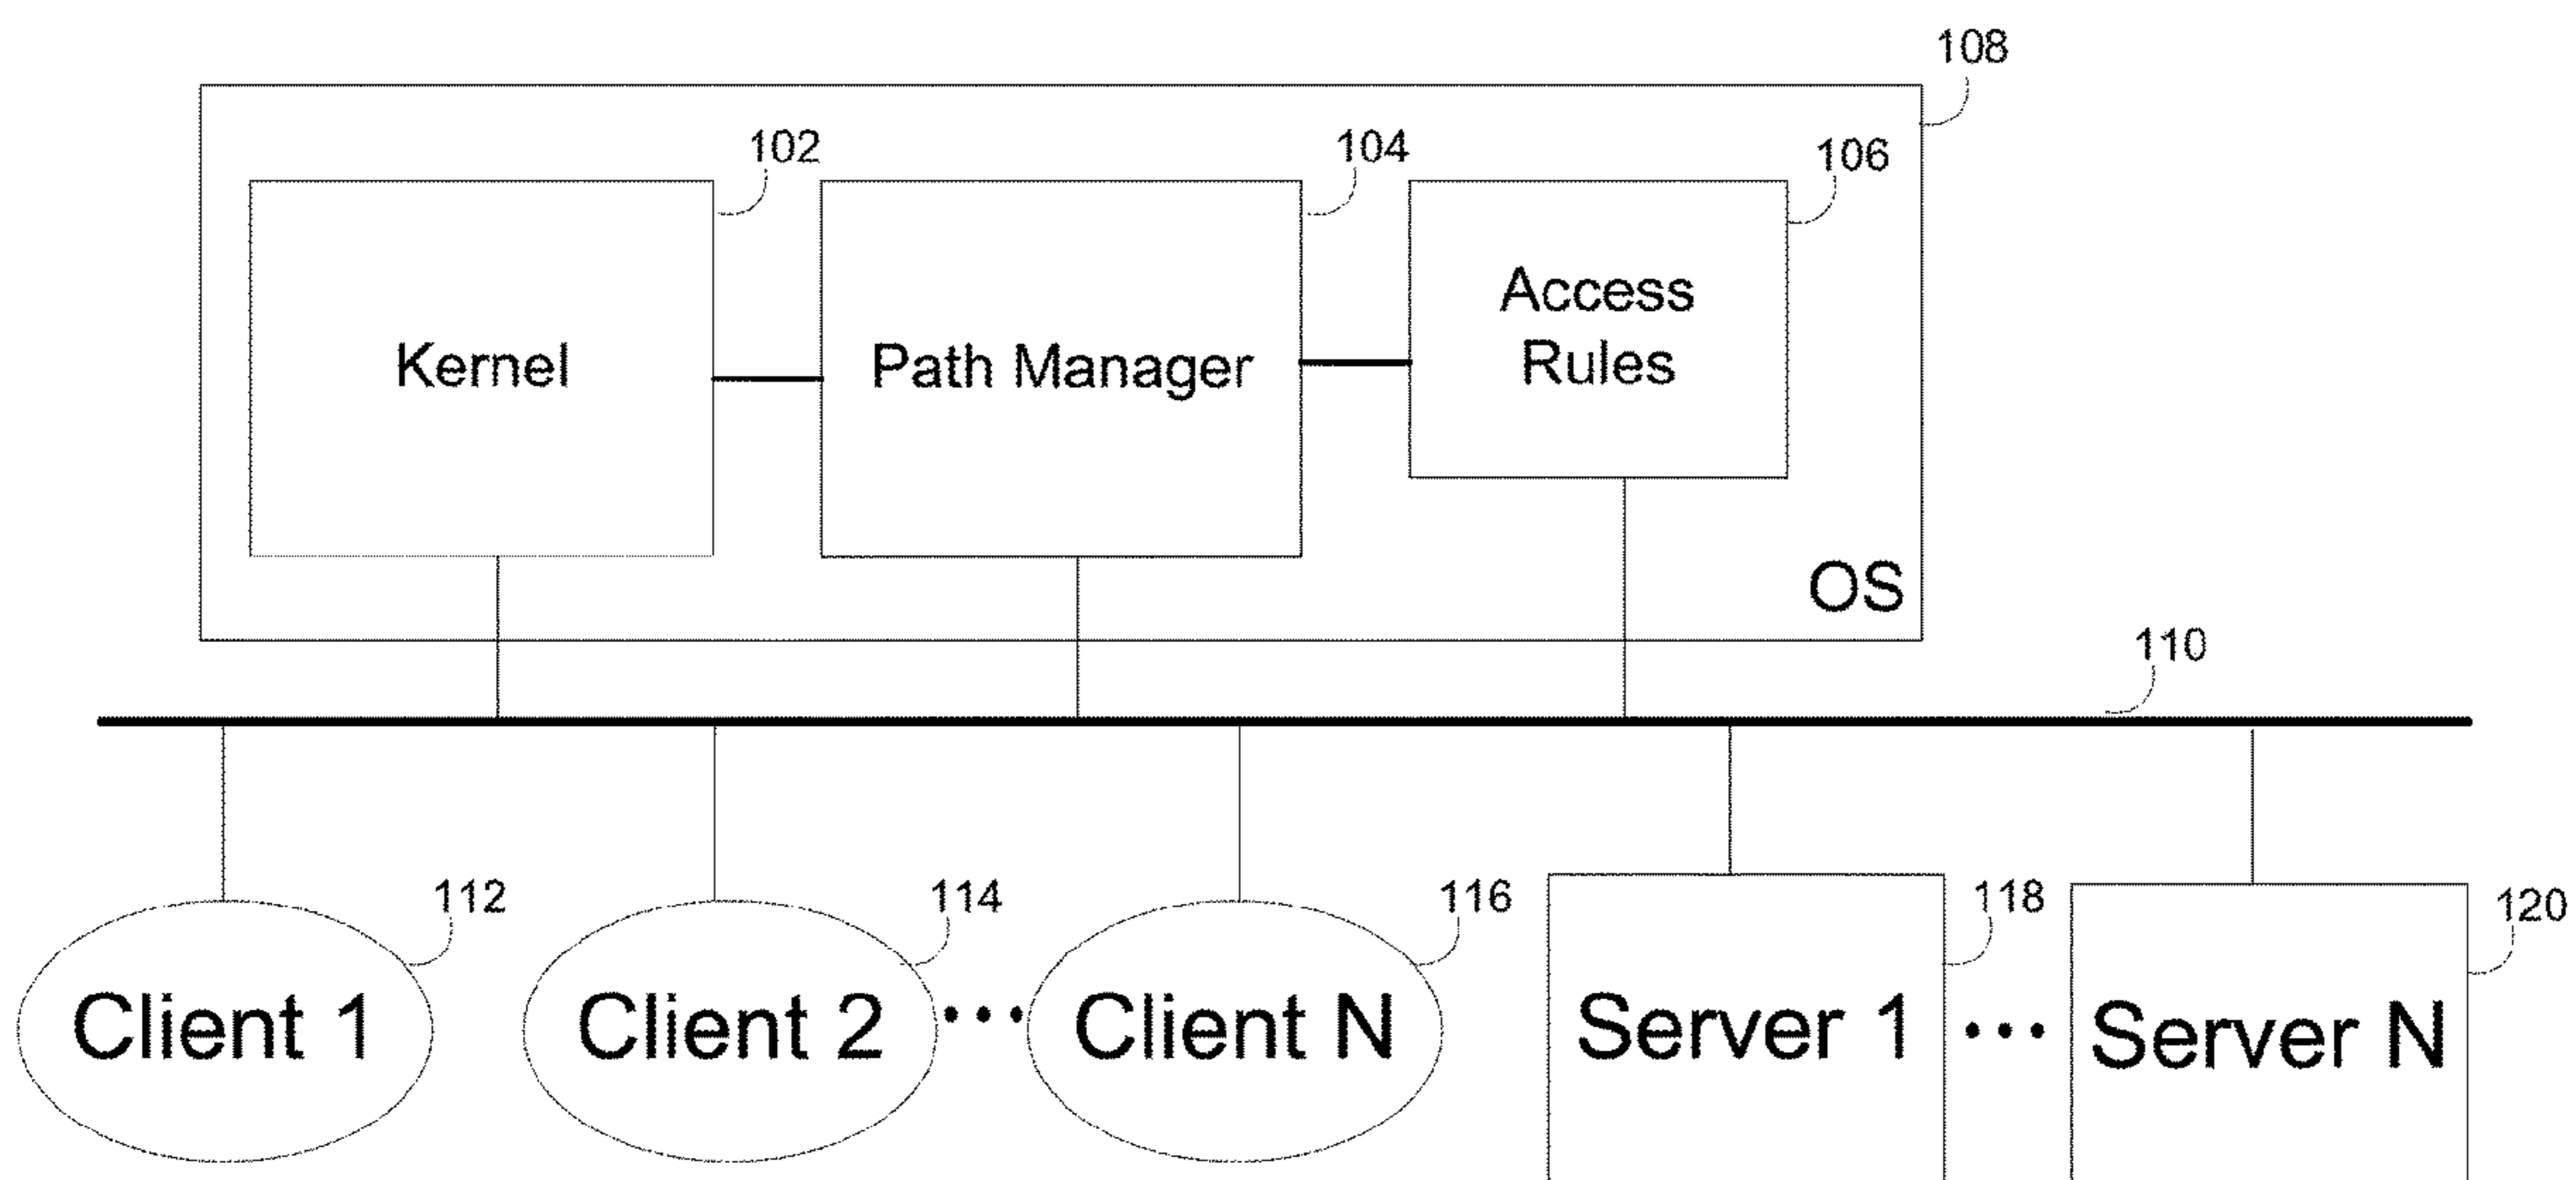 108
102
104
106
Kernel
Path Manager
Access
Rules
OS
110
112
114
116
118
120
Client 1
Client 2
...
Client N
Server 1
...
Server N